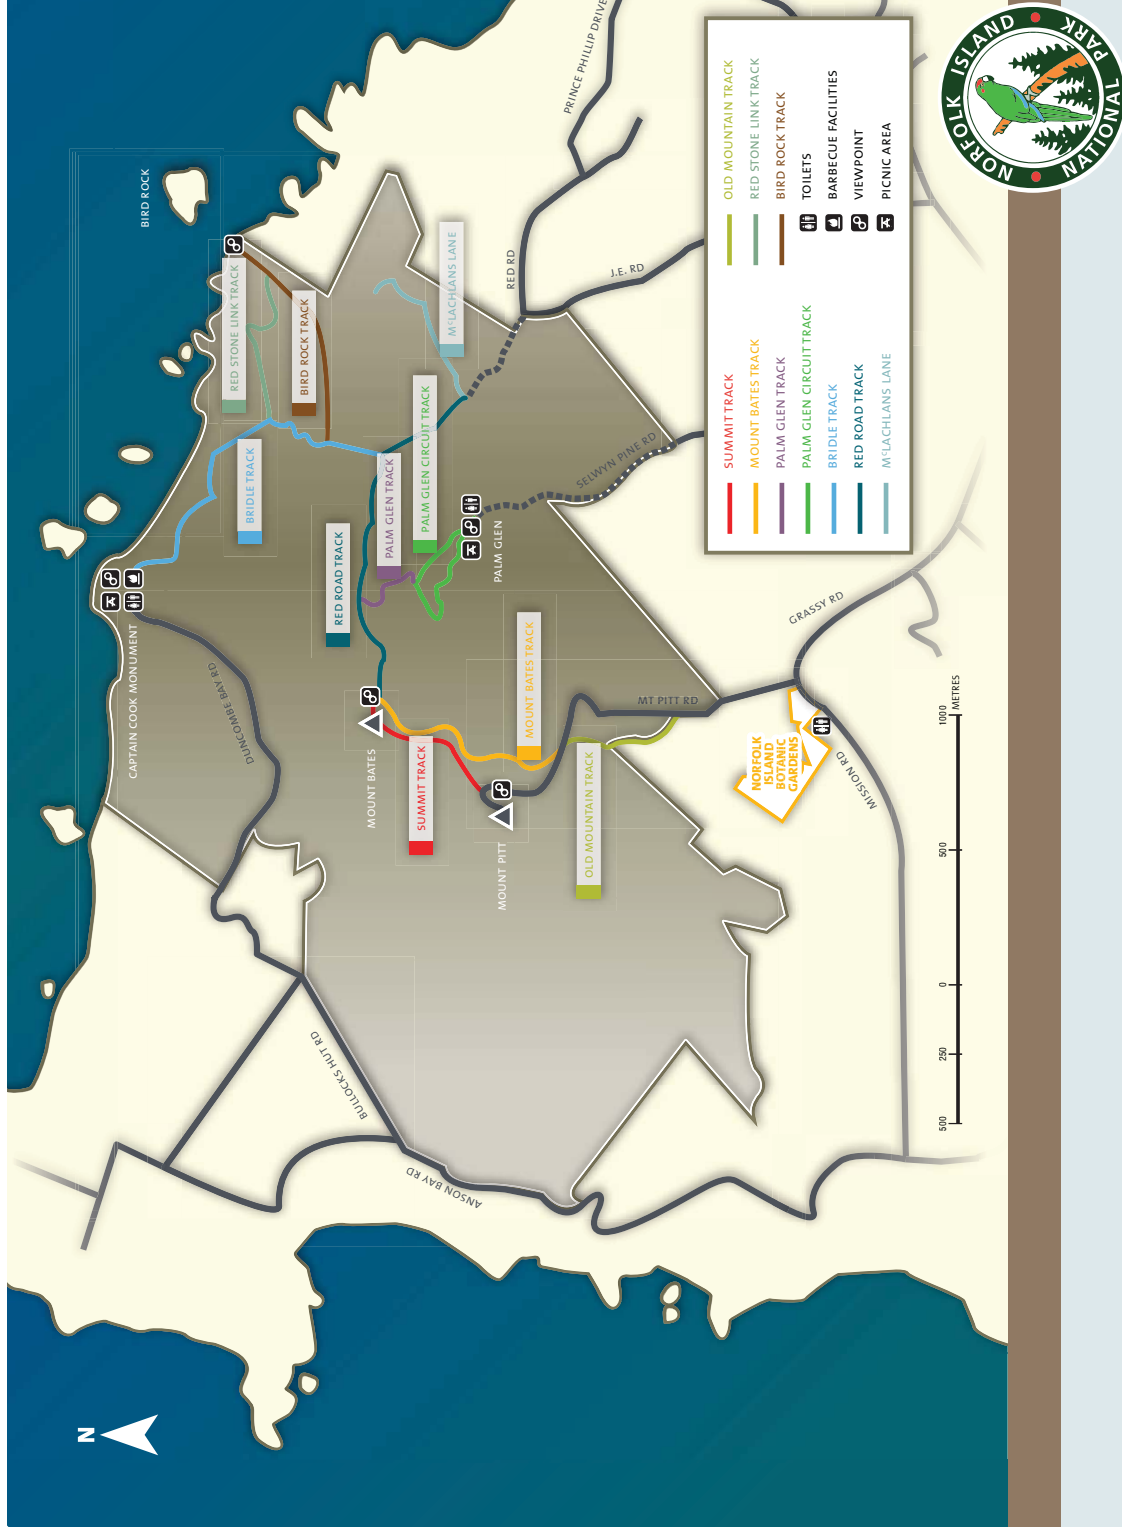 N
BIRD ROCK
CAPTAIN COOK MONUMENT
DUNCOMBE BAY RD
BRIDLE TRACK
RED STONE LINK TRACK
BIRD ROCK TRACK
RED ROAD TRACK
PALM GLEN TRACK
PALM GLEN CIRCUIT TRACK
MᶜLACHLANS LANE
MOUNT BATES
SUMMIT TRACK
MOUNT PITT
MOUNT BATES TRACK
OLD MOUNTAIN TRACK
PALM GLEN
SELWYN PINE RD
RED RD
J.E. RD
PRINCE PHILLIP DRIVE
BULLOCKS HUT RD
ANSON BAY RD
MT PITT RD
GRASSY RD
MISSION RD
NORFOLK
ISLAND
BOTANIC
GARDENS
500 250 0 500 1000
METRES
SUMMIT TRACK
MOUNT BATES TRACK
PALM GLEN TRACK
PALM GLEN CIRCUIT TRACK
BRIDLE TRACK
RED ROAD TRACK
MᶜLACHLANS LANE
OLD MOUNTAIN TRACK
RED STONE LINK TRACK
BIRD ROCK TRACK
TOILETS
BARBECUE FACILITIES
VIEWPOINT
PICNIC AREA
NORFOLK ISLAND
NATIONAL PARK